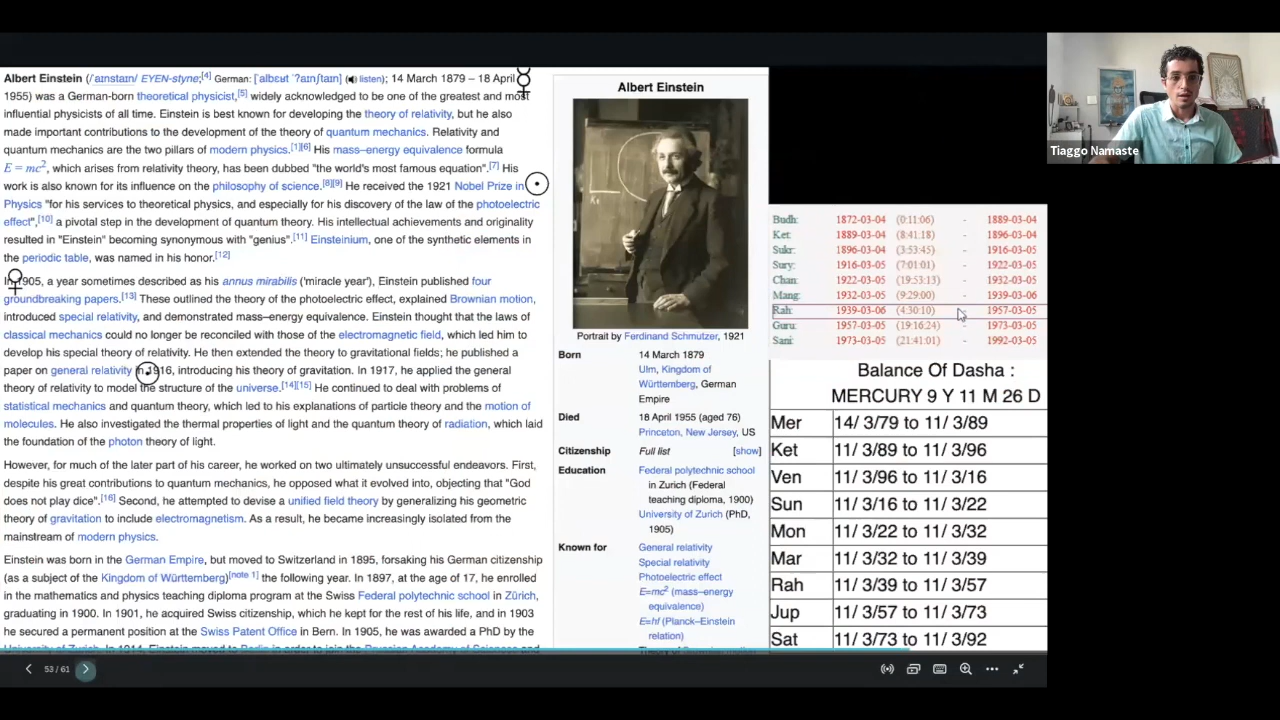 Albert Einstein (/ˈaɪnstaɪn/ EYEN-styne;[4] German: [ˈalbɛʁt ˈʔaɪnʃtaɪn] (listen); 14 March 1879 – 18 April
1955) was a German-born theoretical physicist,[5] widely acknowledged to be one of the greatest and most
influential physicists of all time. Einstein is best known for developing the theory of relativity, but he also
made important contributions to the development of the theory of quantum mechanics. Relativity and
quantum mechanics are the two pillars of modern physics.[1][6] His mass–energy equivalence formula
E = mc², which arises from relativity theory, has been dubbed "the world's most famous equation".[7] His
work is also known for its influence on the philosophy of science.[8][9] He received the 1921 Nobel Prize in
Physics "for his services to theoretical physics, and especially for his discovery of the law of the photoelectric
effect",[10] a pivotal step in the development of quantum theory. His intellectual achievements and originality
resulted in "Einstein" becoming synonymous with "genius".[11] Einsteinium, one of the synthetic elements in
the periodic table, was named in his honor.[12]
In 1905, a year sometimes described as his annus mirabilis ('miracle year'), Einstein published four
groundbreaking papers.[13] These outlined the theory of the photoelectric effect, explained Brownian motion,
introduced special relativity, and demonstrated mass–energy equivalence. Einstein thought that the laws of
classical mechanics could no longer be reconciled with those of the electromagnetic field, which led him to
develop his special theory of relativity. He then extended the theory to gravitational fields; he published a
paper on general relativity in 1916, introducing his theory of gravitation. In 1917, he applied the general
theory of relativity to model the structure of the universe.[14][15] He continued to deal with problems of
statistical mechanics and quantum theory, which led to his explanations of particle theory and the motion of
molecules. He also investigated the thermal properties of light and the quantum theory of radiation, which laid
the foundation of the photon theory of light.
However, for much of the later part of his career, he worked on two ultimately unsuccessful endeavors. First,
despite his great contributions to quantum mechanics, he opposed what it evolved into, objecting that "God
does not play dice".[16] Second, he attempted to devise a unified field theory by generalizing his geometric
theory of gravitation to include electromagnetism. As a result, he became increasingly isolated from the
mainstream of modern physics.
Einstein was born in the German Empire, but moved to Switzerland in 1895, forsaking his German citizenship
(as a subject of the Kingdom of Württemberg)[note 1] the following year. In 1897, at the age of 17, he enrolled
in the mathematics and physics teaching diploma program at the Swiss Federal polytechnic school in Zürich,
graduating in 1900. In 1901, he acquired Swiss citizenship, which he kept for the rest of his life, and in 1903
he secured a permanent position at the Swiss Patent Office in Bern. In 1905, he was awarded a PhD by the
Albert Einstein
Portrait by Ferdinand Schmutzer, 1921
Born 14 March 1879
Ulm, Kingdom of
Württemberg, German
Empire
Died 18 April 1955 (aged 76)
Princeton, New Jersey, US
Citizenship Full list [show]
Education Federal polytechnic school
in Zurich (Federal
teaching diploma, 1900)
University of Zurich (PhD,
1905)
Known for General relativity
Special relativity
Photoelectric effect
E=mc² (mass–energy
equivalence)
E=hf (Planck–Einstein
relation)
Tiaggo Namaste
Budh: 1872-03-04 (0:11:06) - 1889-03-04
Ket: 1889-03-04 (8:41:18) - 1896-03-04
Sukr: 1896-03-04 (3:53:45) - 1916-03-05
Sury: 1916-03-05 (7:01:01) - 1922-03-05
Chan: 1922-03-05 (19:53:13) - 1932-03-05
Mang: 1932-03-05 (9:29:00) - 1939-03-06
Rah: 1939-03-06 (4:30:10) - 1957-03-05
Guru: 1957-03-05 (19:16:24) - 1973-03-05
Sani: 1973-03-05 (21:41:01) - 1992-03-05
Balance Of Dasha :
MERCURY 9 Y 11 M 26 D
Mer 14/ 3/79 to 11/ 3/89
Ket 11/ 3/89 to 11/ 3/96
Ven 11/ 3/96 to 11/ 3/16
Sun 11/ 3/16 to 11/ 3/22
Mon 11/ 3/22 to 11/ 3/32
Mar 11/ 3/32 to 11/ 3/39
Rah 11/ 3/39 to 11/ 3/57
Jup 11/ 3/57 to 11/ 3/73
Sat 11/ 3/73 to 11/ 3/92
53 / 61